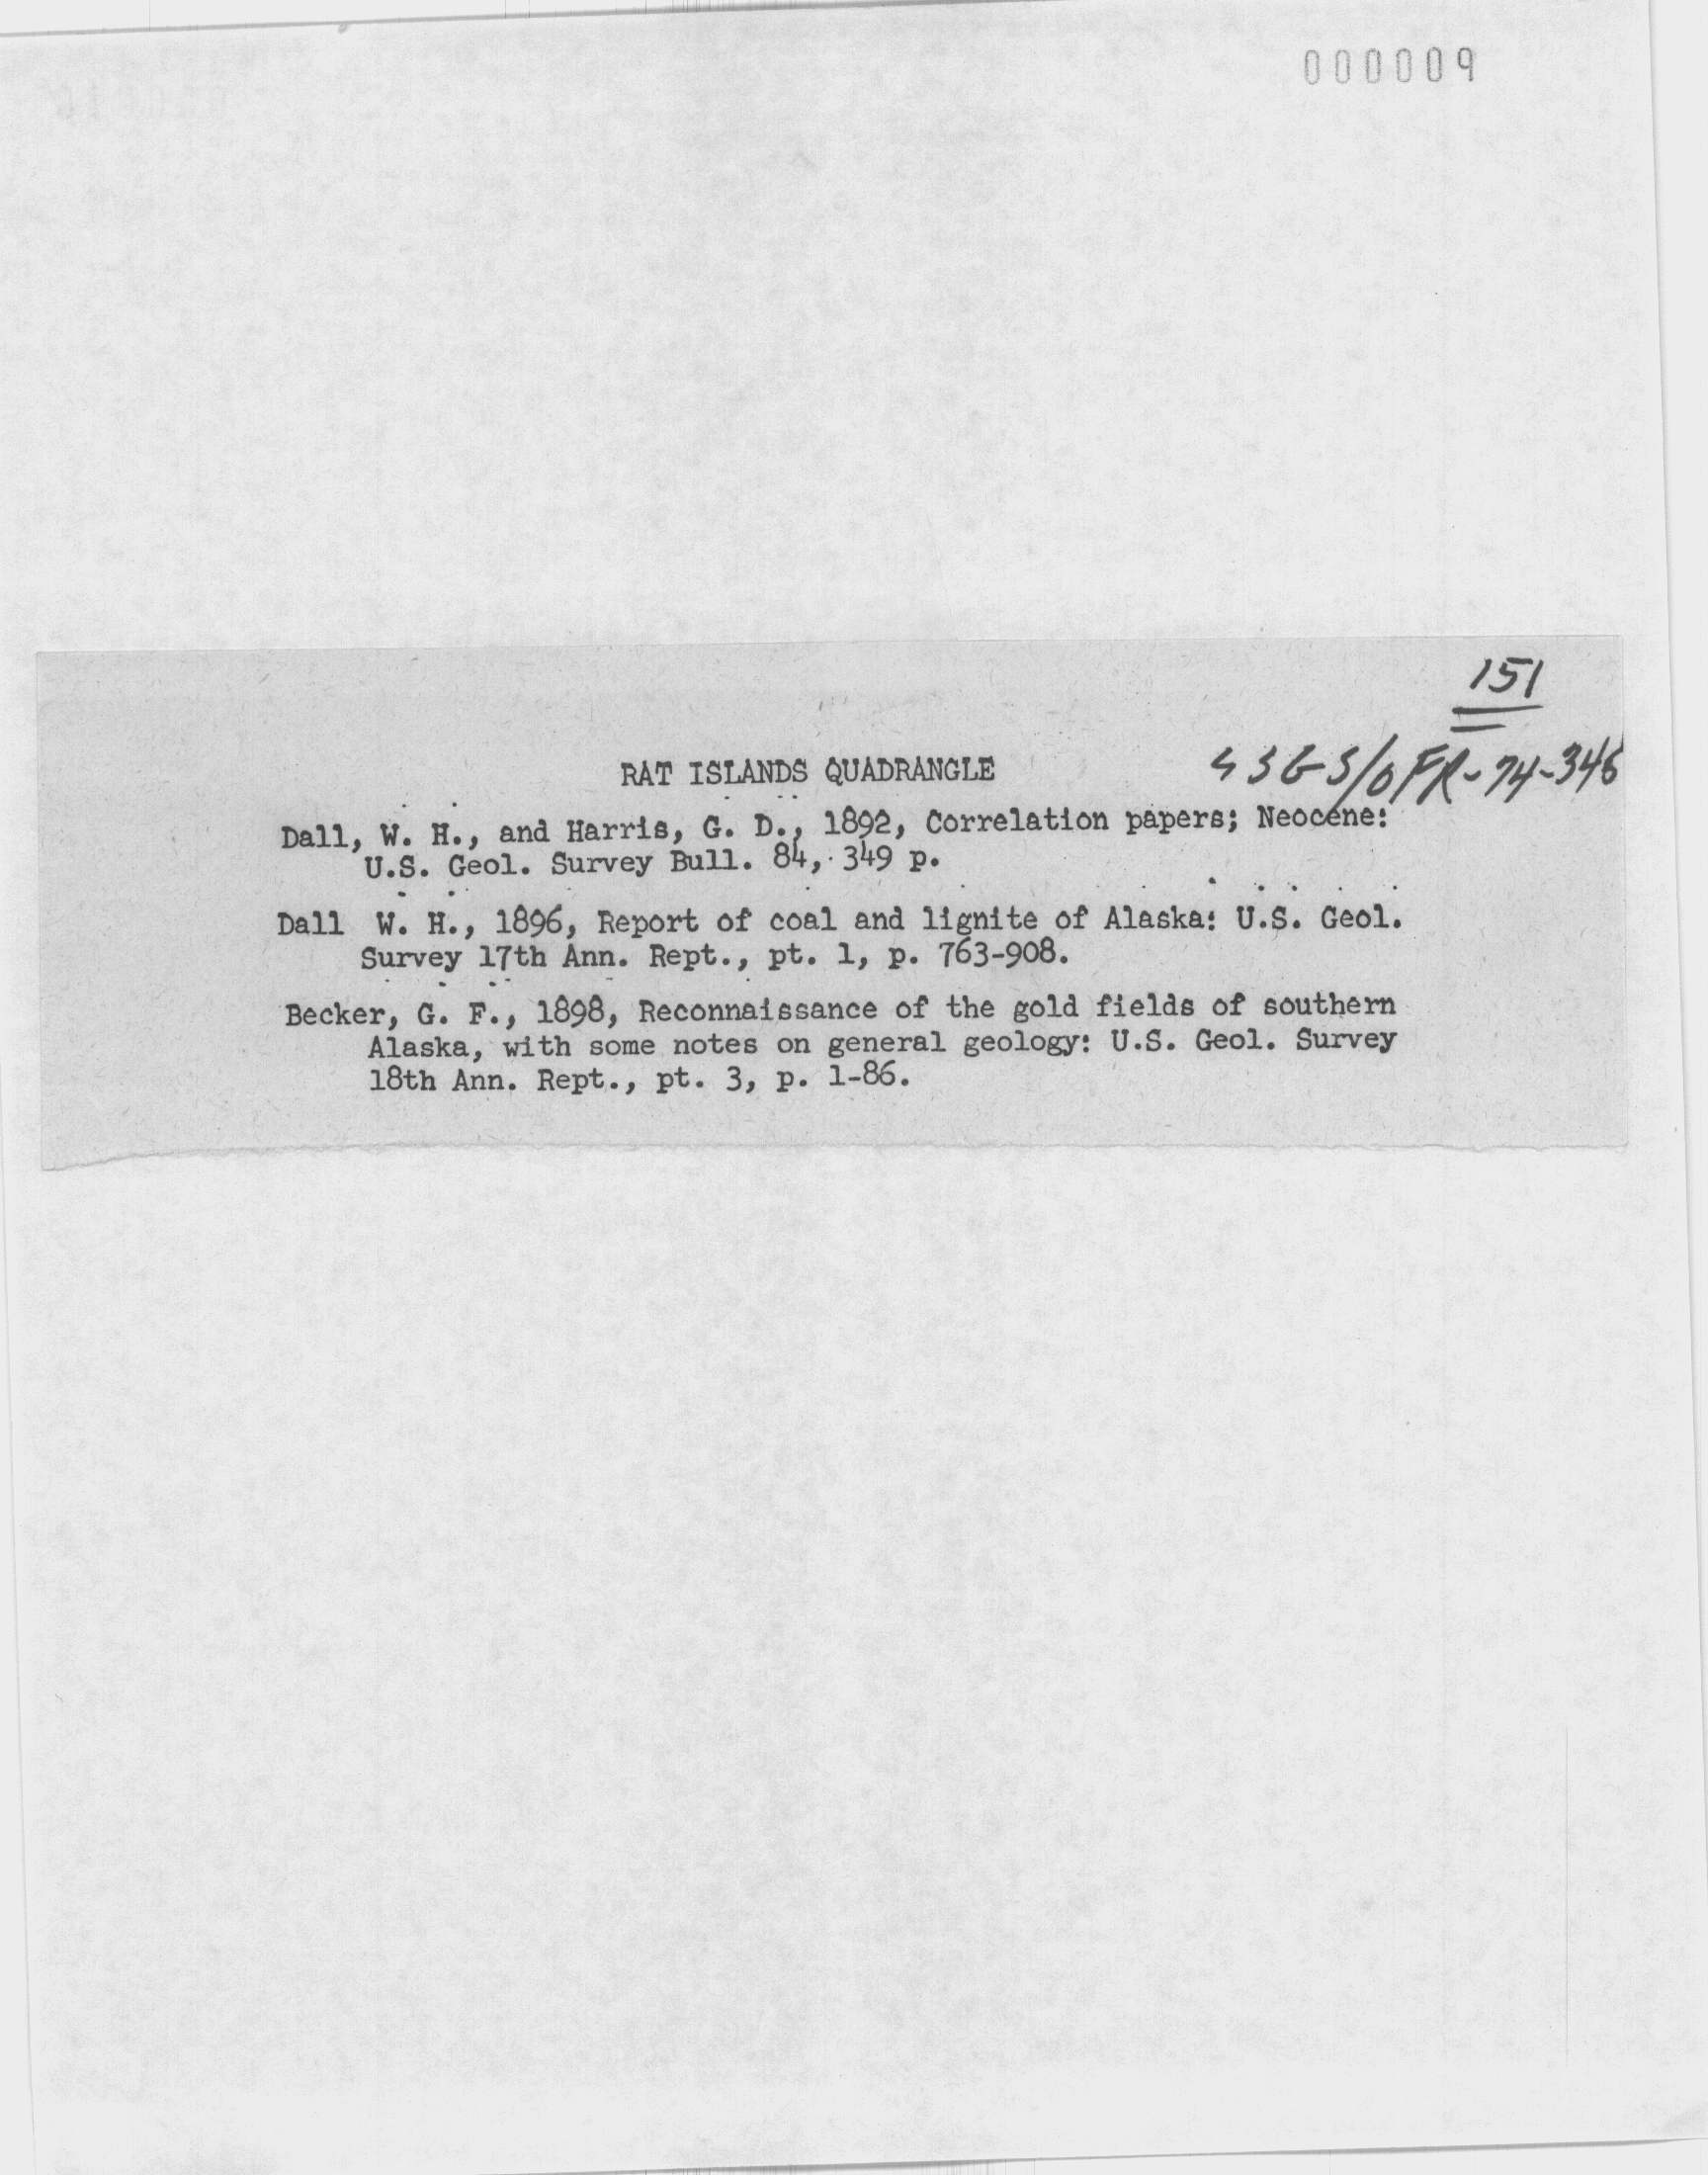 000009
151
USGS/OFR-74-346
RAT ISLANDS QUADRANGLE
Dall, W. H., and Harris, G. D., 1892, Correlation papers; Neocene:
U.S. Geol. Survey Bull. 84, 349 p.
Dall W. H., 1896, Report of coal and lignite of Alaska: U.S. Geol.
Survey 17th Ann. Rept., pt. 1, p. 763-908.
Becker, G. F., 1898, Reconnaissance of the gold fields of southern
Alaska, with some notes on general geology: U.S. Geol. Survey
18th Ann. Rept., pt. 3, p. 1-86.